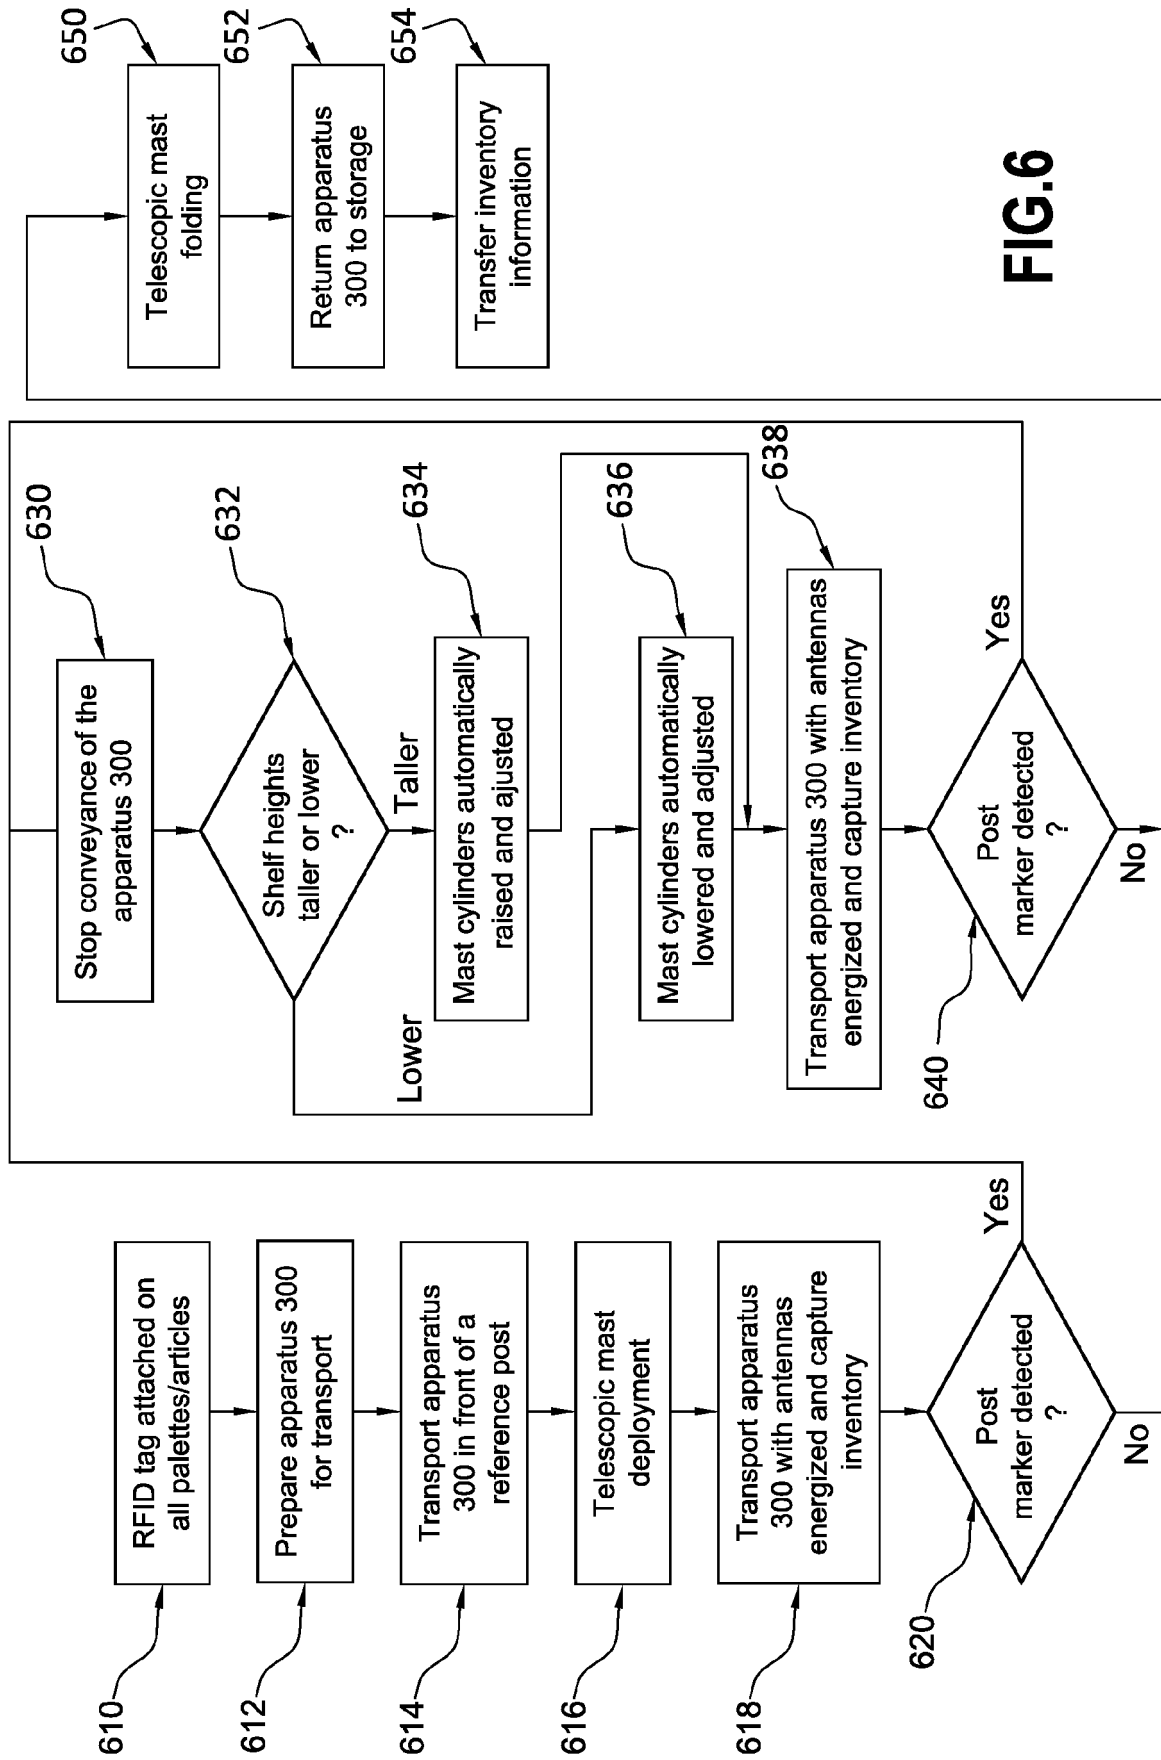 610
RFID tag attached on
all palettes/articles
612
Prepare apparatus 300
for transport
614
Transport apparatus
300 in front of a
reference post
616
Telescopic mast
deployment
618
Transport apparatus
300 with antennas
energized and capture
inventory
620
Post
marker detected
?
Yes
No
630
Stop conveyance of the
apparatus 300
632
Shelf heights
taller or lower
?
Lower
Taller
634
Mast cylinders automatically
raised and ajusted
636
Mast cylinders automatically
lowered and adjusted
638
Transport apparatus 300 with antennas
energized and capture inventory
640
Post
marker detected
?
Yes
No
650
Telescopic mast
folding
652
Return apparatus
300 to storage
654
Transfer inventory
information
FIG.6